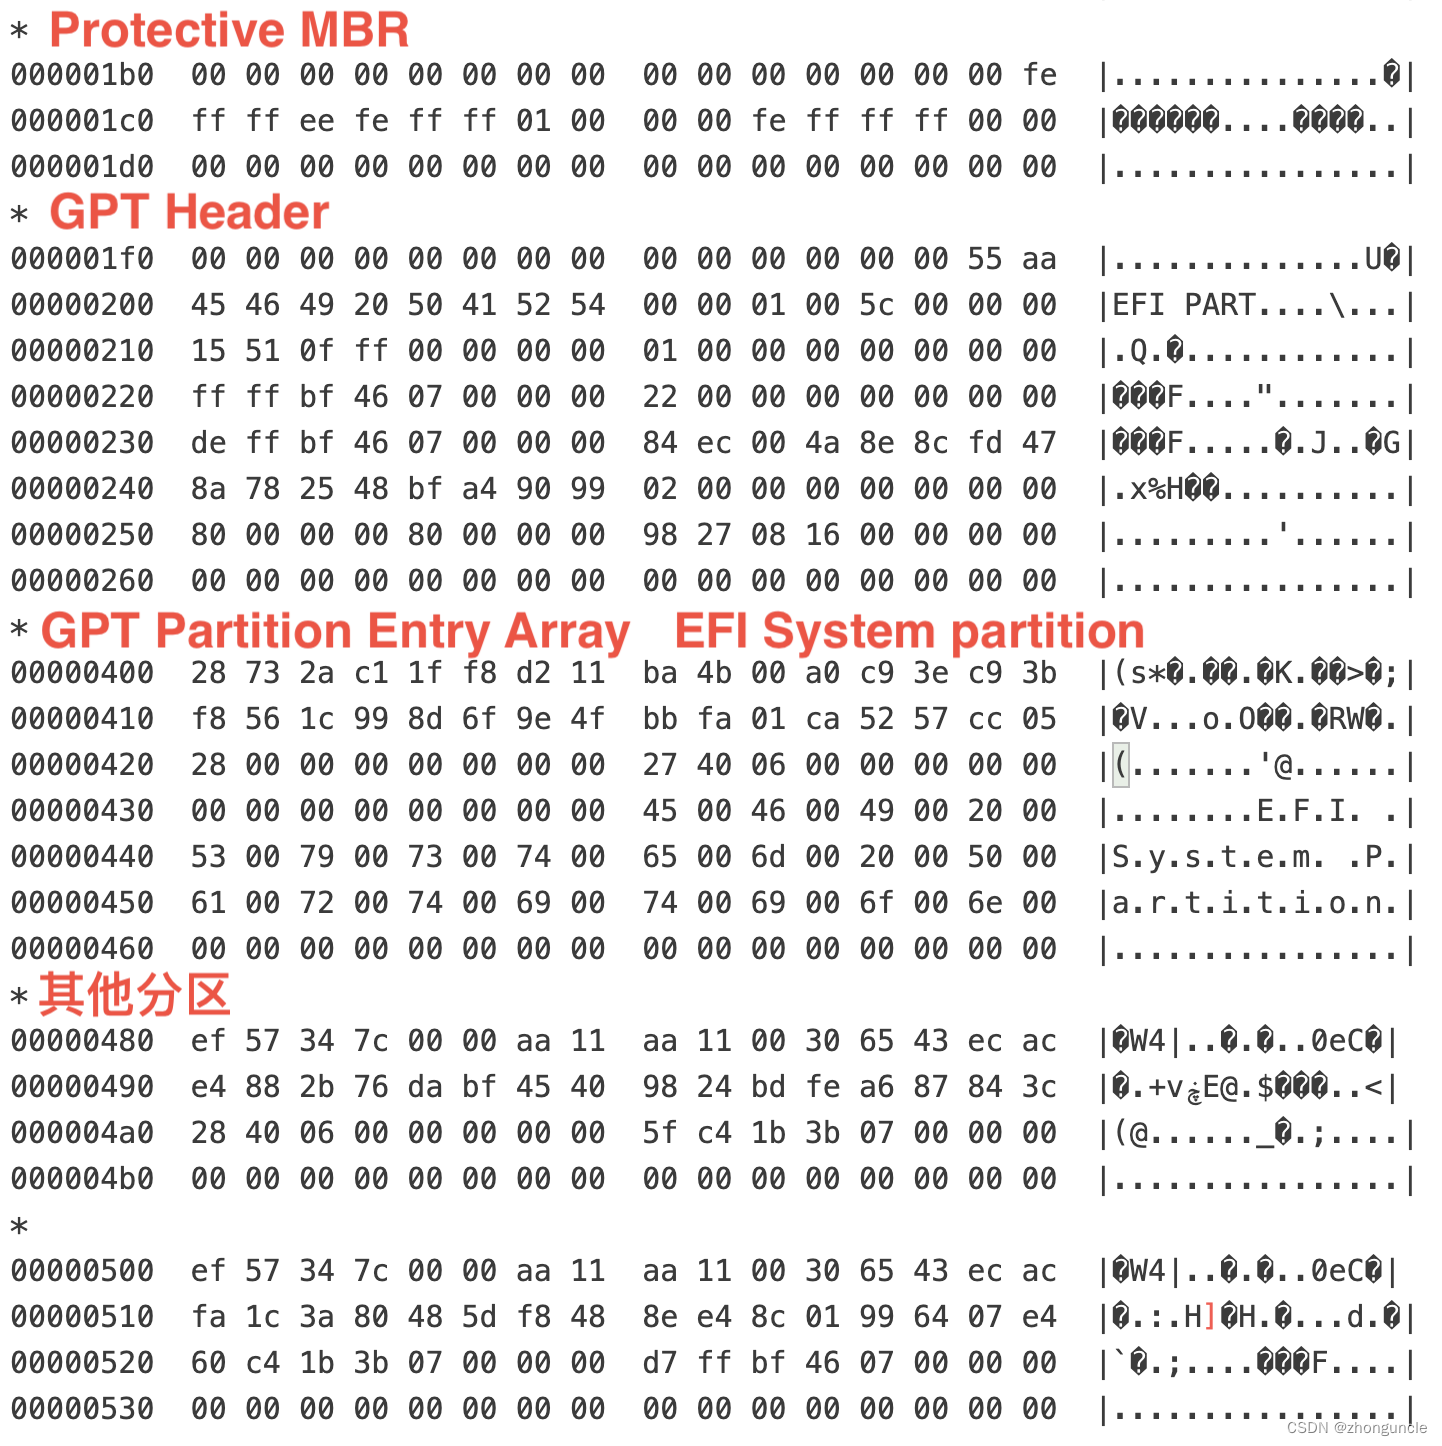 * Protective MBR
000001b0  00 00 00 00 00 00 00 00  00 00 00 00 00 00 00 fe  |...............�|
000001c0  ff ff ee fe ff ff 01 00  00 00 fe ff ff ff 00 00  |������....����..|
000001d0  00 00 00 00 00 00 00 00  00 00 00 00 00 00 00 00  |................|
* GPT Header
000001f0  00 00 00 00 00 00 00 00  00 00 00 00 00 00 55 aa  |..............U�|
00000200  45 46 49 20 50 41 52 54  00 00 01 00 5c 00 00 00  |EFI PART....\...|
00000210  15 51 0f ff 00 00 00 00  01 00 00 00 00 00 00 00  |.Q.�............|
00000220  ff ff bf 46 07 00 00 00  22 00 00 00 00 00 00 00  |���F....".......|
00000230  de ff bf 46 07 00 00 00  84 ec 00 4a 8e 8c fd 47  |���F.....�.J..�G|
00000240  8a 78 25 48 bf a4 90 99  02 00 00 00 00 00 00 00  |.x%H��..........|
00000250  80 00 00 00 80 00 00 00  98 27 08 16 00 00 00 00  |.........'......|
00000260  00 00 00 00 00 00 00 00  00 00 00 00 00 00 00 00  |................|
* GPT Partition Entry Array   EFI System partition
00000400  28 73 2a c1 1f f8 d2 11  ba 4b 00 a0 c9 3e c9 3b  |(s*�.��.�K.��>�;|
00000410  f8 56 1c 99 8d 6f 9e 4f  bb fa 01 ca 52 57 cc 05  |�V...o.O��.�RW�.|
00000420  28 00 00 00 00 00 00 00  27 40 06 00 00 00 00 00  |(.......'@......|
00000430  00 00 00 00 00 00 00 00  45 00 46 00 49 00 20 00  |........E.F.I. .|
00000440  53 00 79 00 73 00 74 00  65 00 6d 00 20 00 50 00  |S.y.s.t.e.m. .P.|
00000450  61 00 72 00 74 00 69 00  74 00 69 00 6f 00 6e 00  |a.r.t.i.t.i.o.n.|
00000460  00 00 00 00 00 00 00 00  00 00 00 00 00 00 00 00  |................|
* 其他分区
00000480  ef 57 34 7c 00 00 aa 11  aa 11 00 30 65 43 ec ac  |�W4|..�.�..0eC�|
00000490  e4 88 2b 76 da bf 45 40  98 24 bd fe a6 87 84 3c  |�.+vڿE@.$���..<|
000004a0  28 40 06 00 00 00 00 00  5f c4 1b 3b 07 00 00 00  |(@......_�.;....|
000004b0  00 00 00 00 00 00 00 00  00 00 00 00 00 00 00 00  |................|
*
00000500  ef 57 34 7c 00 00 aa 11  aa 11 00 30 65 43 ec ac  |�W4|..�.�..0eC�|
00000510  fa 1c 3a 80 48 5d f8 48  8e e4 8c 01 99 64 07 e4  |�.:.H]�H.�...d.�|
00000520  60 c4 1b 3b 07 00 00 00  d7 ff bf 46 07 00 00 00  |`�.;....���F....|
00000530  00 00 00 00 00 00 00 00  00 00 00 00 00 00 00 00  |................|
CSDN @zhonguncle